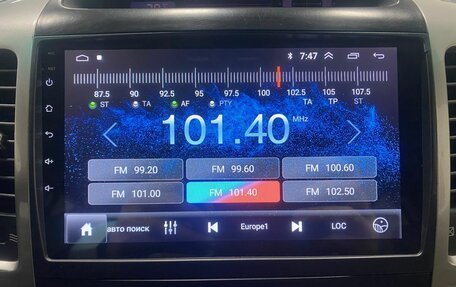 7:47
87.5 90 92.5 95 97.5 100 102.5 105 107.5
ST TA AF PTY TA TP ST
101.40 MHz
FM 99.20 FM 99.60 FM 100.60
FM 101.00 FM 101.40 FM 102.50
авто поиск Europe1 LOC